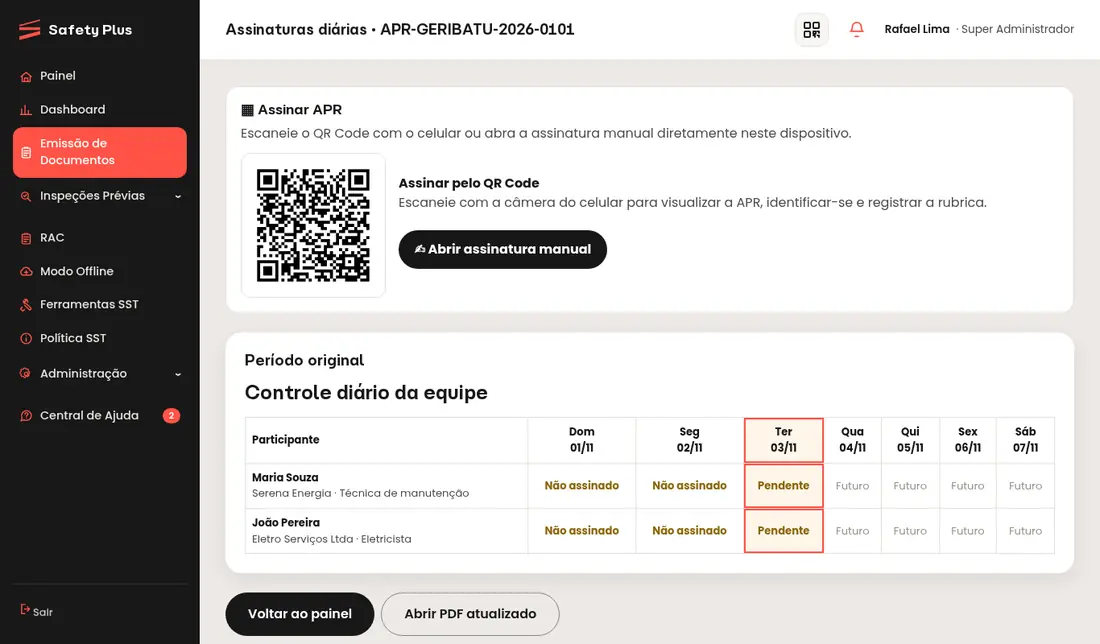 Safety Plus
Assinaturas diárias • APR-GERIBATU-2026-0101
Rafael Lima · Super Administrador
Painel
Dashboard
Emissão de
Documentos
Inspeções Prévias
RAC
Modo Offline
Ferramentas SST
Política SST
Administração
Central de Ajuda 2
Sair
Assinar APR
Escaneie o QR Code com o celular ou abra a assinatura manual diretamente neste dispositivo.
Assinar pelo QR Code
Escaneie com a câmera do celular para visualizar a APR, identificar-se e registrar a rubrica.
✍ Abrir assinatura manual
Período original
Controle diário da equipe
Participante Dom 01/11 Seg 02/11 Ter 03/11 Qua 04/11 Qui 05/11 Sex 06/11 Sáb 07/11
Maria Souza
Serena Energia · Técnica de manutenção
Não assinado Não assinado Pendente Futuro Futuro Futuro Futuro
João Pereira
Eletro Serviços Ltda · Eletricista
Não assinado Não assinado Pendente Futuro Futuro Futuro Futuro
Voltar ao painel Abrir PDF atualizado